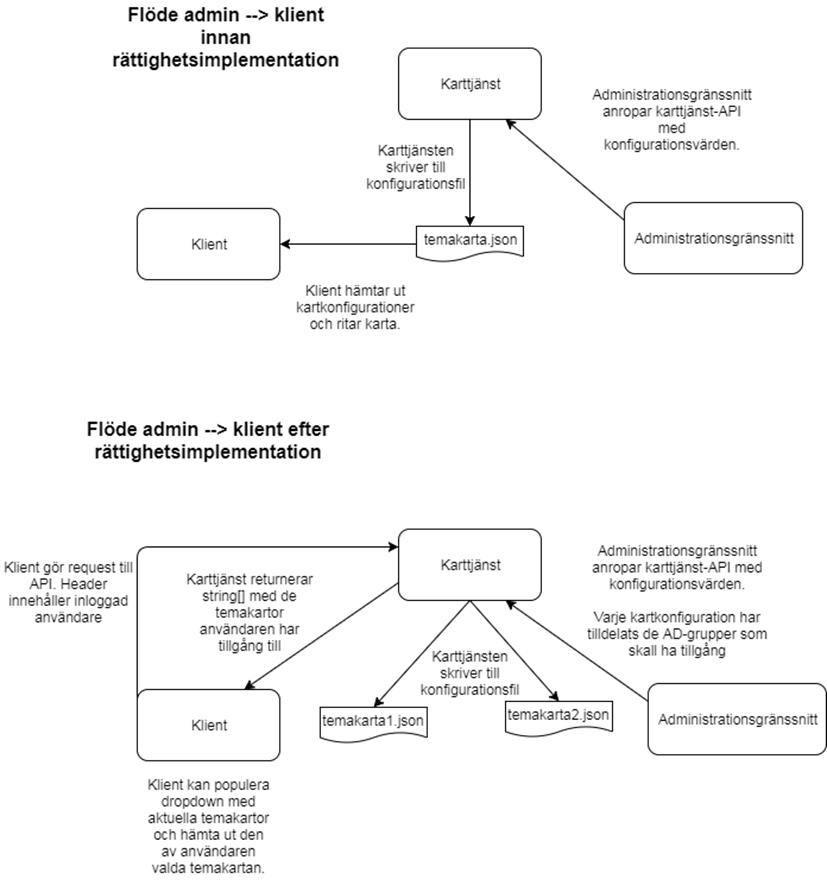 Flöde admin --> klient
innan
rättighetsimplementation
Karttjänst
Administrationsgränssnitt
anropar karttjänst-API
med
konfigurationsvärden.
Karttjänsten
skriver till
konfigurationsfil
Klient
temakarta.json
Administrationsgränssnitt
Klient hämtar ut
kartkonfigurationer
och ritar karta.
Flöde admin --> klient efter
rättighetsimplementation
Klient gör request till
API. Header
innehåller inloggad
användare
Karttjänst returnerar
string[] med de
temakartor
användaren har
tillgång till
Karttjänst
Administrationsgränssnitt
anropar karttjänst-API med
konfigurationsvärden.
Varje kartkonfiguration har
tilldelats de AD-grupper som
skall ha tillgång
Karttjänsten
skriver till
konfigurationsfil
Klient
temakarta1.json
temakarta2.json
Administrationsgränssnitt
Klient kan populera
dropdown med
aktuella temakartor
och hämta ut den
av användaren
valda temakartan.